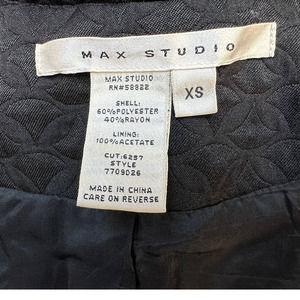 MAX STUDIO
MAX STUDIO
RN#58922
XS
SHELL:
60%POLYESTER
40%RAYON
LINING:
100%ACETATE
CUT:6257
STYLE
7709026
MADE IN CHINA
CARE ON REVERSE